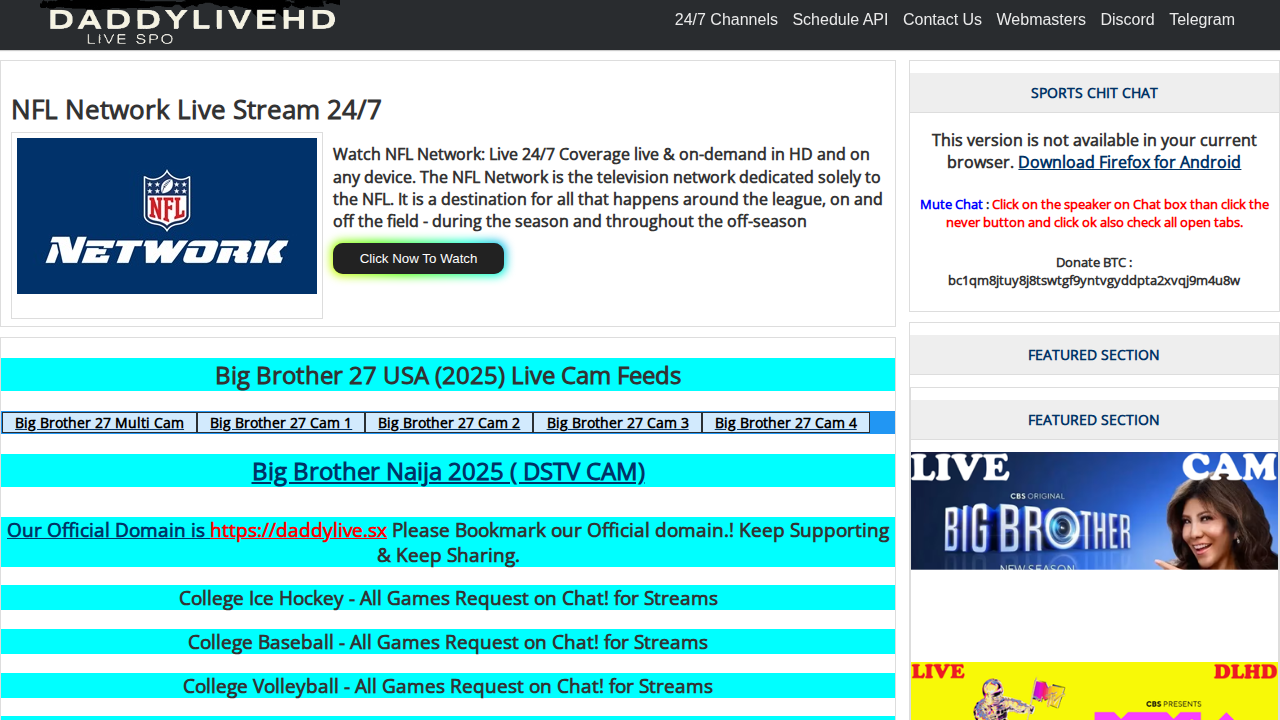 DADDYLIVEHD
LIVE SPO
24/7 Channels Schedule API Contact Us Webmasters Discord Telegram
NFL Network Live Stream 24/7
NFL
NETWORK
Watch NFL Network: Live 24/7 Coverage live & on-demand in HD and on
any device. The NFL Network is the television network dedicated solely to
the NFL. It is a destination for all that happens around the league, on and
off the field - during the season and throughout the off-season
Click Now To Watch
Big Brother 27 USA (2025) Live Cam Feeds
Big Brother 27 Multi Cam Big Brother 27 Cam 1 Big Brother 27 Cam 2 Big Brother 27 Cam 3 Big Brother 27 Cam 4
Big Brother Naija 2025 ( DSTV CAM)
Our Official Domain is https://daddylive.sx Please Bookmark our Official domain.! Keep Supporting
& Keep Sharing.
College Ice Hockey - All Games Request on Chat! for Streams
College Baseball - All Games Request on Chat! for Streams
College Volleyball - All Games Request on Chat! for Streams
SPORTS CHIT CHAT
This version is not available in your current
browser. Download Firefox for Android
Mute Chat : Click on the speaker on Chat box than click the
never button and click ok also check all open tabs.
Donate BTC :
bc1qm8jtuy8j8tswtgf9yntvgyddpta2xvqj9m4u8w
FEATURED SECTION
FEATURED SECTION
LIVE CAM
CBS ORIGINAL
BIG BROTHER
NEW SEASON
LIVE DLHD
CBS PRESENTS